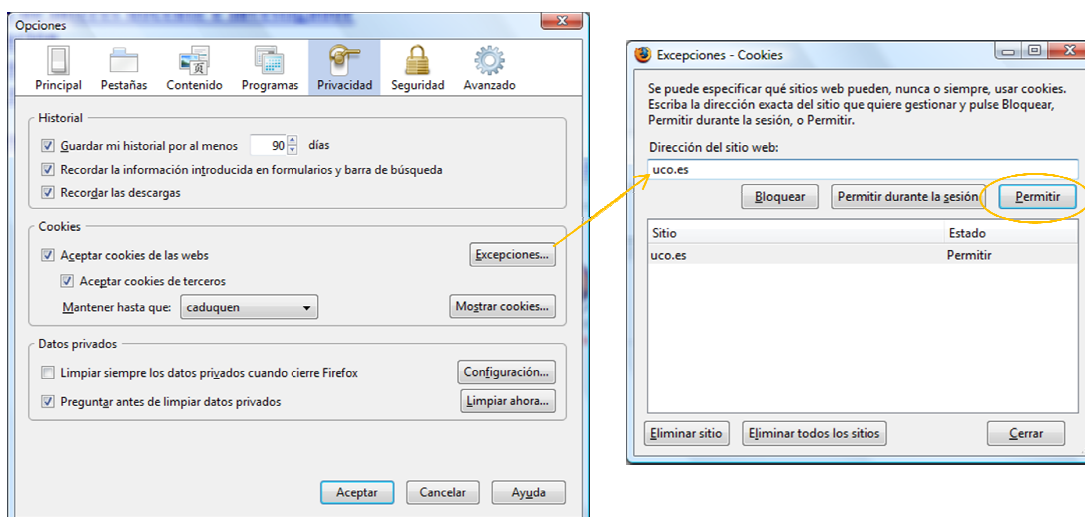 Opciones
Principal Pestañas Contenido Programas Privacidad Seguridad Avanzado
Historial
Guardar mi historial por al menos 90 días
Recordar la información introducida en formularios y barra de búsqueda
Recordar las descargas
Cookies
Aceptar cookies de las webs Excepciones...
Aceptar cookies de terceros
Mantener hasta que: caduquen Mostrar cookies...
Datos privados
Limpiar siempre los datos privados cuando cierre Firefox Configuración...
Preguntar antes de limpiar datos privados Limpiar ahora...
Aceptar Cancelar Ayuda
Excepciones - Cookies
Se puede especificar qué sitios web pueden, nunca o siempre, usar cookies.
Escriba la dirección exacta del sitio que quiere gestionar y pulse Bloquear,
Permitir durante la sesión, o Permitir.
Dirección del sitio web:
uco.es
Bloquear Permitir durante la sesión Permitir
Sitio Estado
uco.es Permitir
Eliminar sitio Eliminar todos los sitios Cerrar